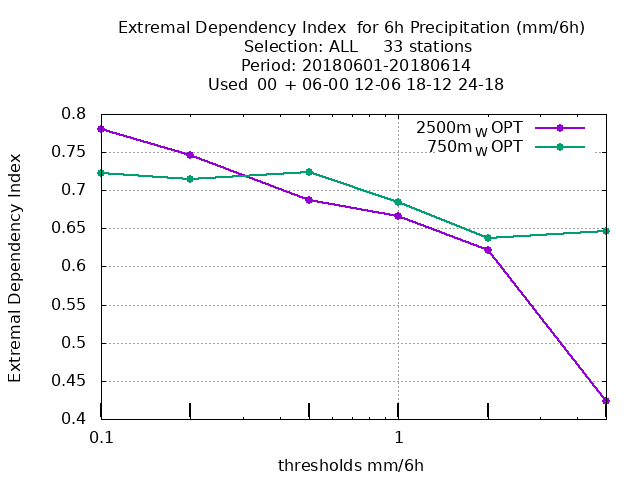 Extremal Dependency Index  for 6h Precipitation (mm/6h)
Selection: ALL     33 stations
Period: 20180601-20180614
Used  00  + 06-00 12-06 18-12 24-18
2500m_W OPT
750m_W OPT
0.8
0.75
0.7
0.65
0.6
0.55
0.5
0.45
0.4
Extremal Dependency Index
0.1
1
thresholds mm/6h